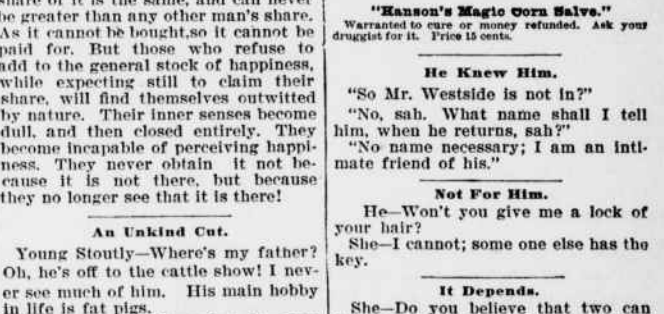 share of it is the same, and can never
be greater than any other man's share.
As it cannot be bought,so it cannot be
paid for. But those who refuse to
add to the general stock of happiness,
while expecting still to claim their
share, will find themselves outwitted
by nature. Their inner senses become
dull, and then closed entirely. They
become incapable of perceiving happi-
ness. They never obtain it not be-
cause it is not there, but because
they no longer see that it is there!
An Unkind Cut.
Young Stoutly—Where's my father?
Oh, he's off to the cattle show! I nev-
er see much of him. His main hobby
in life is fat pigs.
"Hanson's Magic Corn Salve."
Warranted to cure or money refunded. Ask your
druggist for it. Price 15 cents.
He Knew Him.
"So Mr. Westside is not in?"
"No, sah. What name shall I tell
him, when he returns, sah?"
"No name necessary; I am an inti-
mate friend of his."
Not For Him.
He—Won't you give me a lock of
your hair?
She—I cannot; some one else has the
key.
It Depends.
She—Do you believe that two can